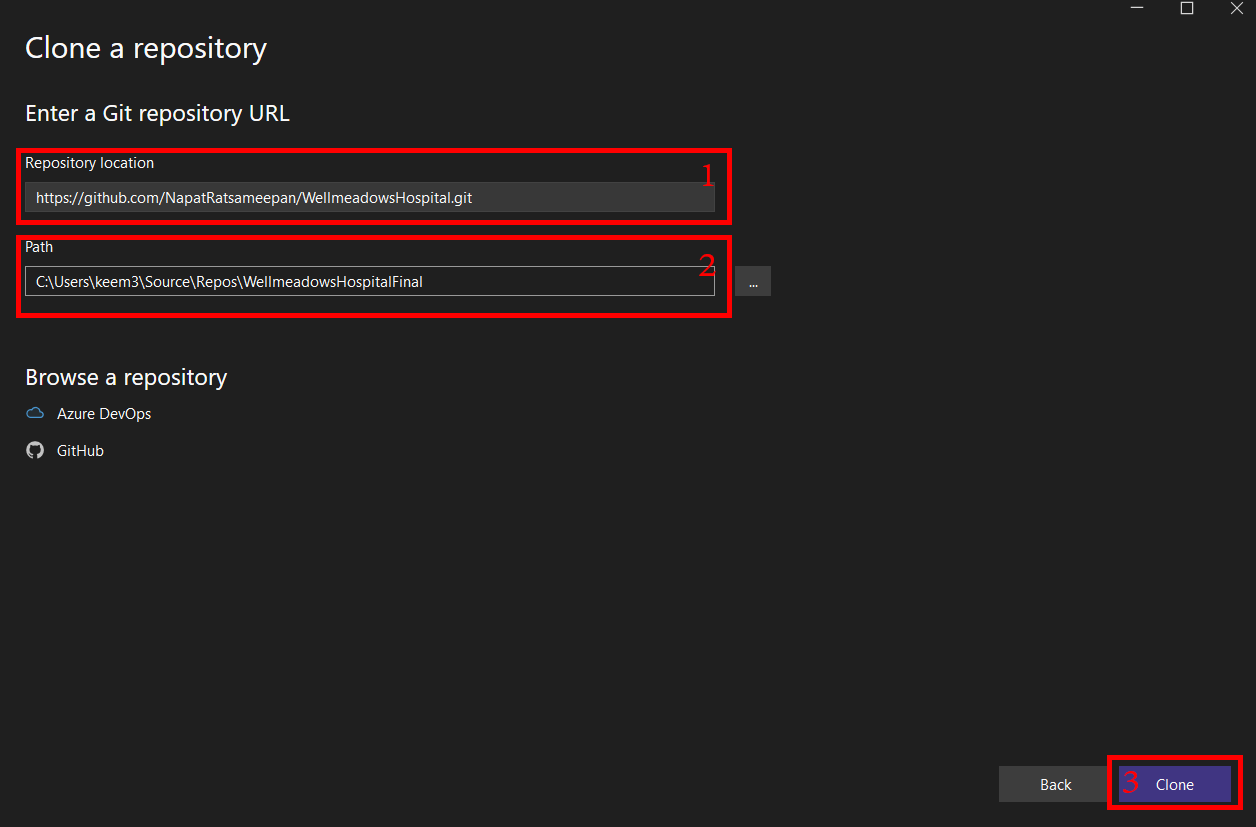 Clone a repository
Enter a Git repository URL
Repository location
1
https://github.com/NapatRatsameepan/WellmeadowsHospital.git
Path
2
C:\Users\keem3\Source\Repos\WellmeadowsHospitalFinal
...
Browse a repository
Azure DevOps
GitHub
Back
3
Clone